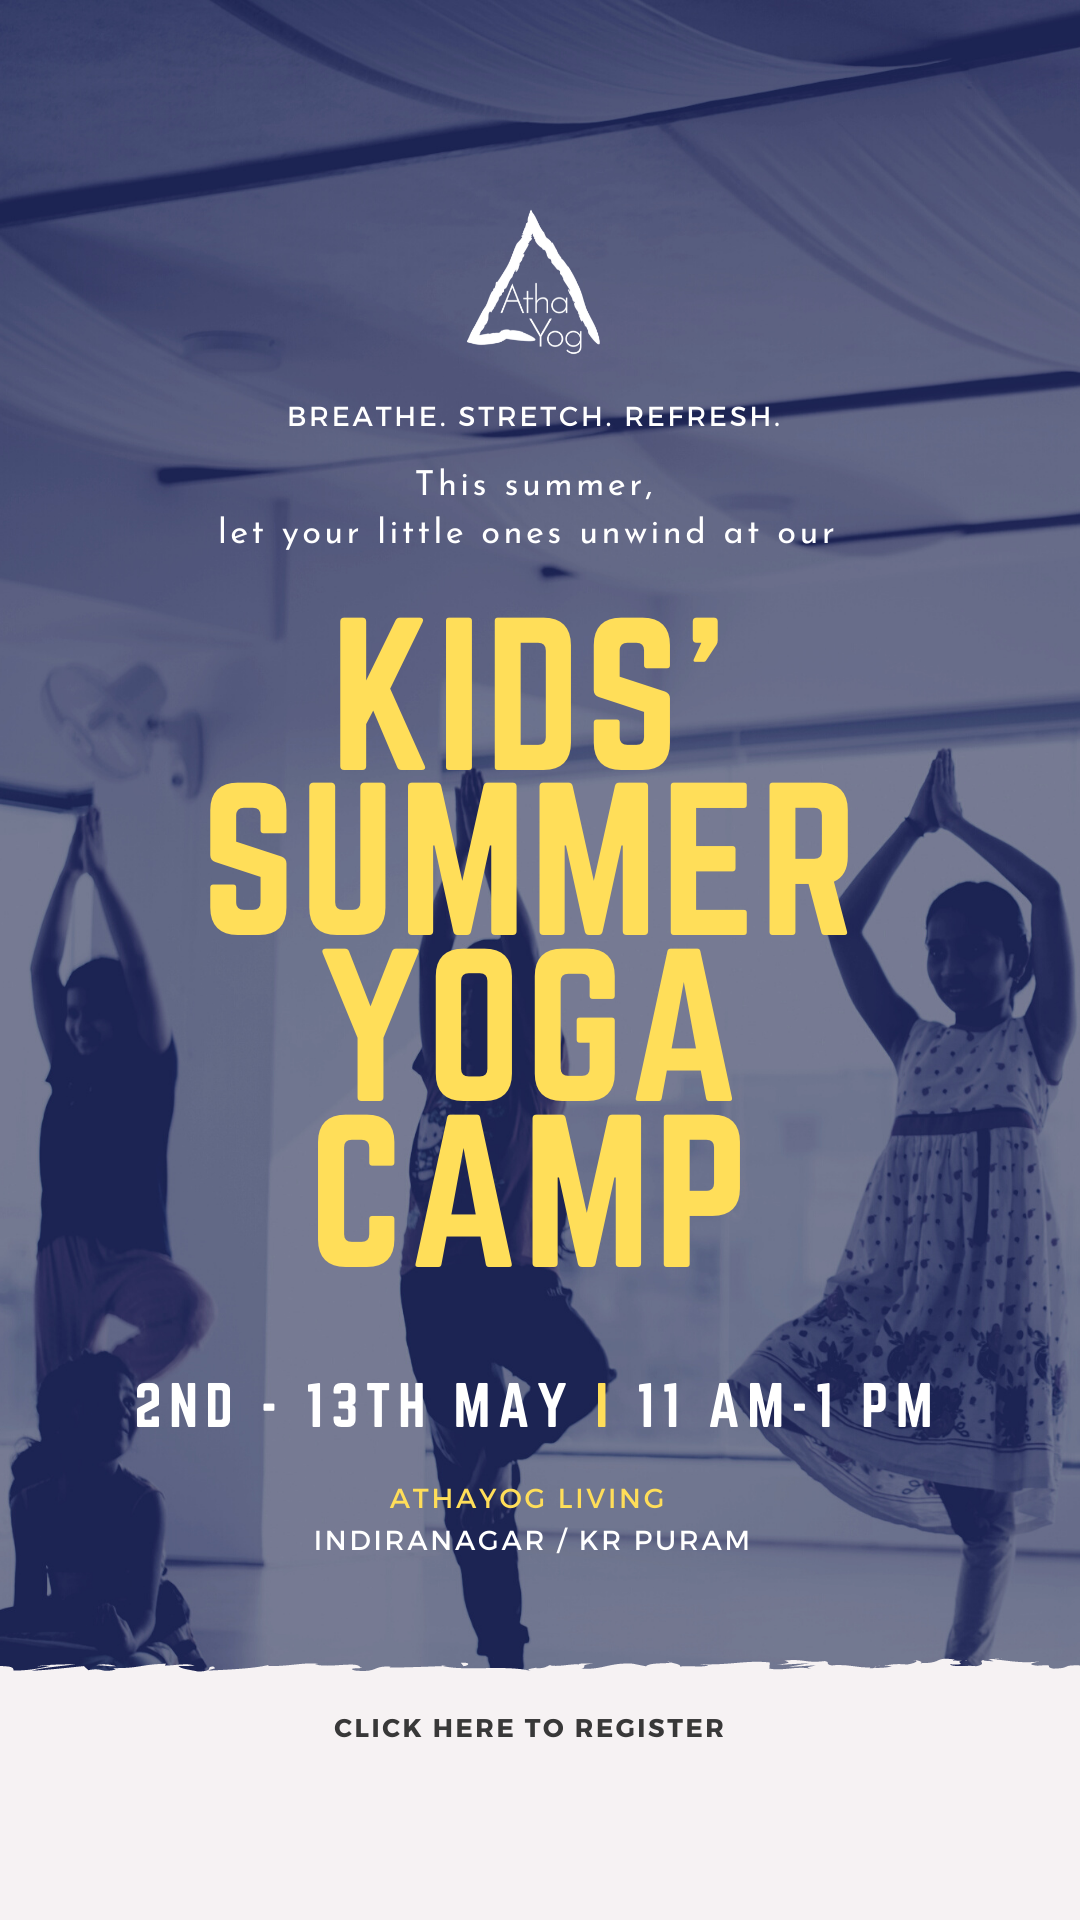 Atha
Yog
BREATHE. STRETCH. REFRESH.
This summer,
let your little ones unwind at our
KIDS’
SUMMER
YOGA
CAMP
2ND - 13TH MAY I 11 AM-1 PM
ATHAYOG LIVING
INDIRANAGAR / KR PURAM
CLICK HERE TO REGISTER